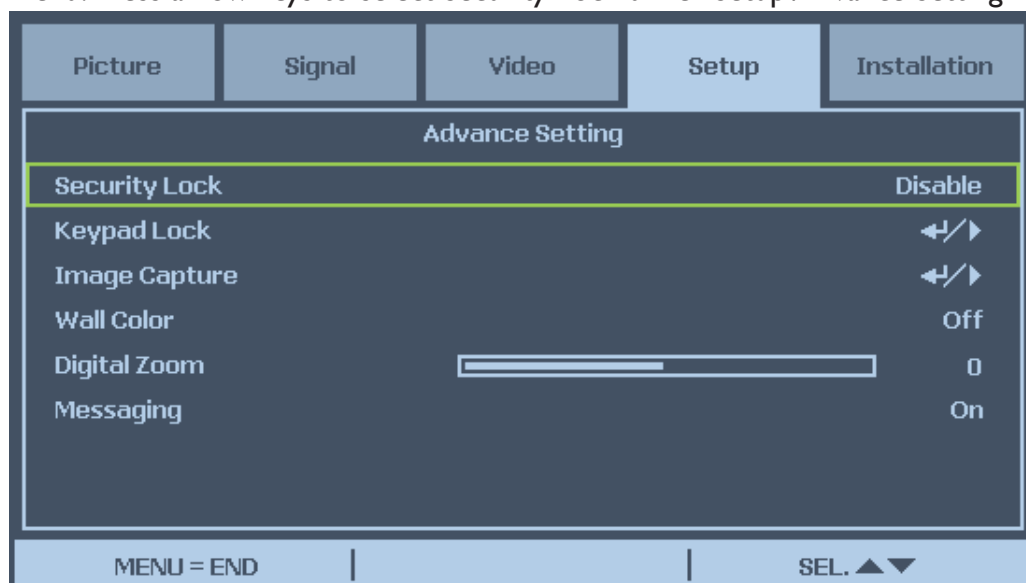 Picture Signal Video Setup Installation
Advance Setting
Security Lock Disable
Keypad Lock
Image Capture
Wall Color Off
Digital Zoom 0
Messaging On
MENU = END SEL. ▲▼